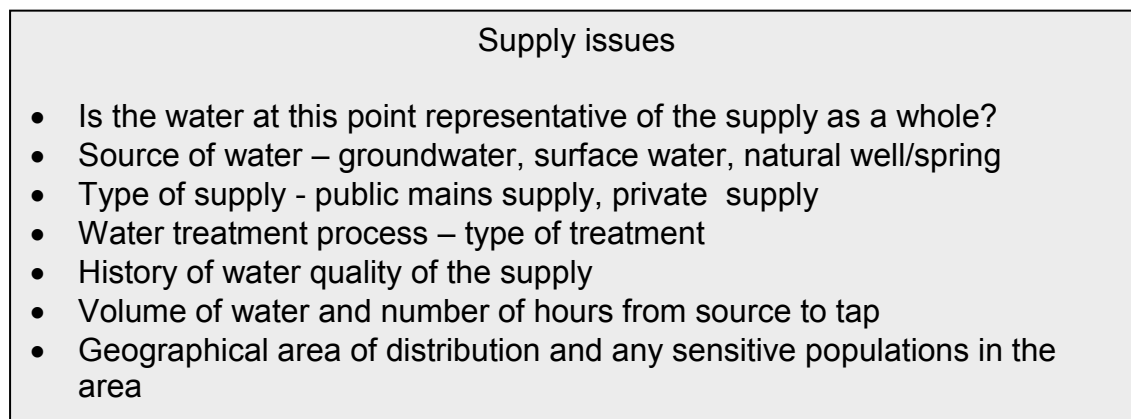 Supply issues
• Is the water at this point representative of the supply as a whole?
• Source of water – groundwater, surface water, natural well/spring
• Type of supply - public mains supply, private  supply
• Water treatment process – type of treatment
• History of water quality of the supply
• Volume of water and number of hours from source to tap
• Geographical area of distribution and any sensitive populations in the
area